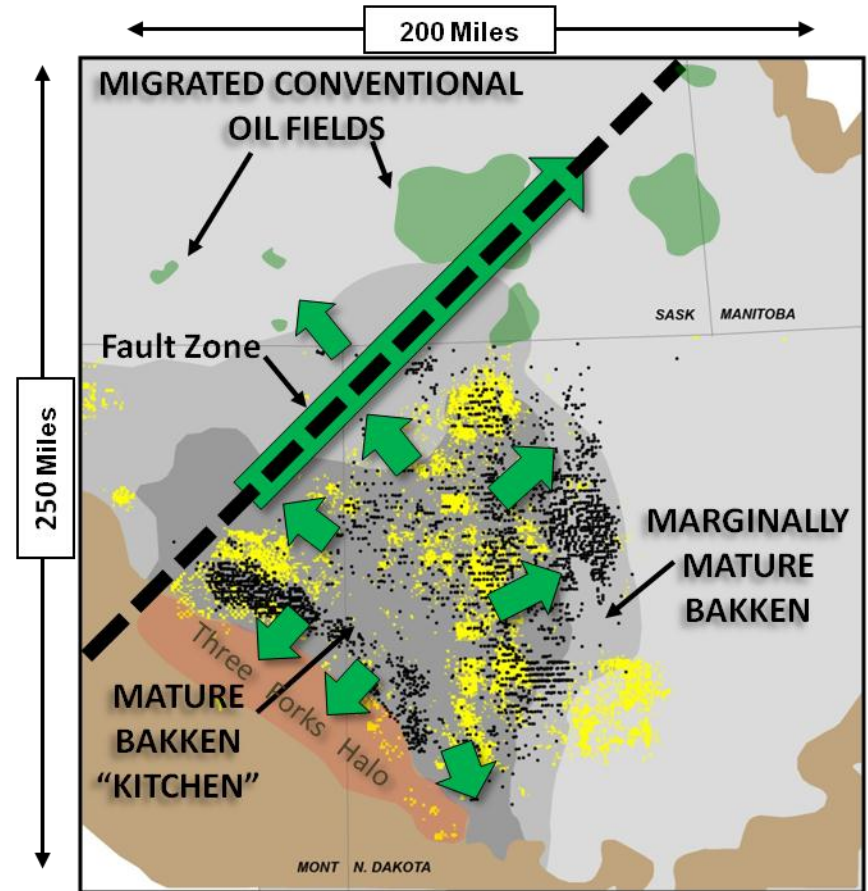 200 Miles
MIGRATED CONVENTIONAL
OIL FIELDS
SASK
MANITOBA
Fault Zone
250 Miles
MARGINALLY
MATURE
BAKKEN
Three Forks Halo
MATURE
BAKKEN
“KITCHEN”
MONT
N. DAKOTA